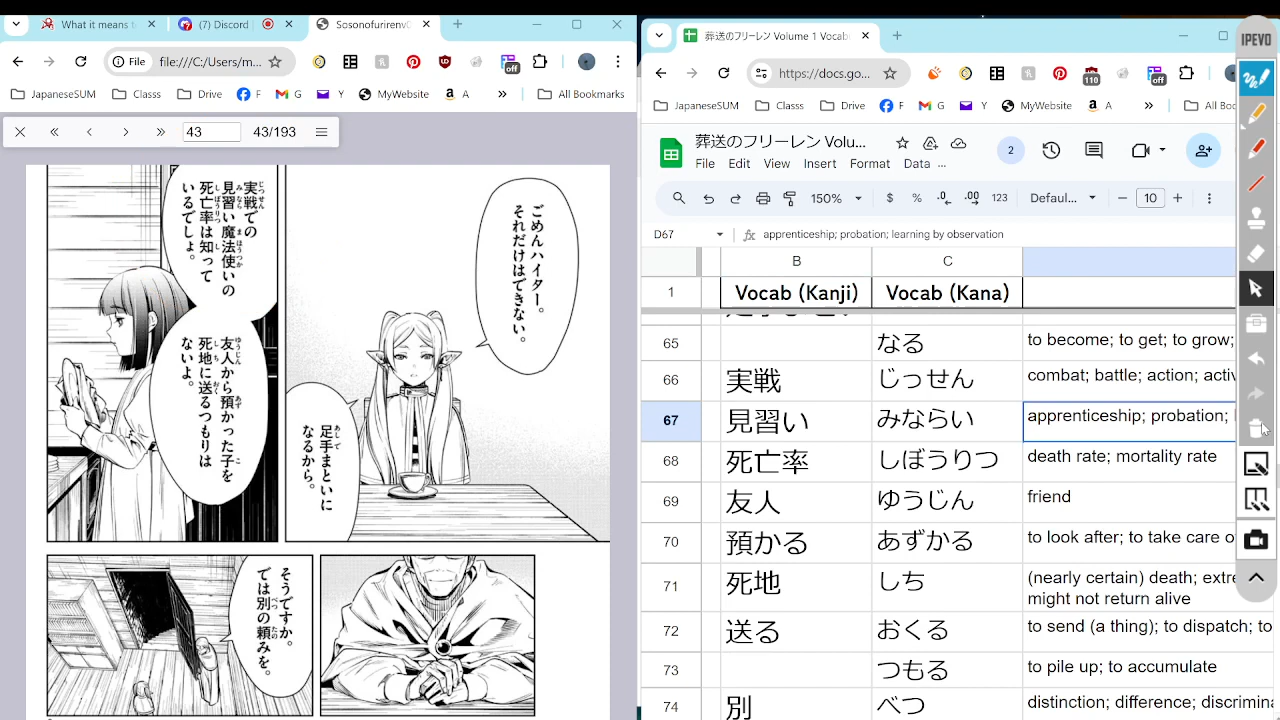 What it means t
(7) Discord
Sosonofurirenv
File
file:///C:/Users/m...
off
JapaneseSUM
Classs
Drive
F
G
Y
MyWebsite
A
All Bookmarks
43
43/193
ごめんハイター。
それだけはできない。
足手まといに
なるから。
実戦での
見習い魔法使いの
死亡率は知って
いるでしょ。
友人から預かった子を
死地に送るつもりは
ないよ。
そうですか。
では別の頼みを。
葬送のフリーレン Volume 1 Vocab
https://docs.go...
110
off
JapaneseSUM
Classs
Drive
F
G
Y
MyWebsite
A
All Boo
葬送のフリーレン Volu...
File Edit View Insert Format Data ...
2
150%
$ % .0 .00 123 Defaul... 10
D67
apprenticeship; probation; learning by observation
B C
1 Vocab (Kanji) Vocab (Kana)
65 なる to become; to get; to grow;
66 実戦 じっせん combat; battle; action; activ
67 見習い みならい apprenticeship; probation;
68 死亡率 しぼうりつ death rate; mortality rate
69 友人 ゆうじん friend
70 預かる あずかる to look after; to take care o
71 死地 しち (nearly certain) death; extre
might not return alive
72 送る おくる to send (a thing); to dispatch; to
73 つもる to pile up; to accumulate
74 別 べつ distinction; difference; discrimina
IPEVO